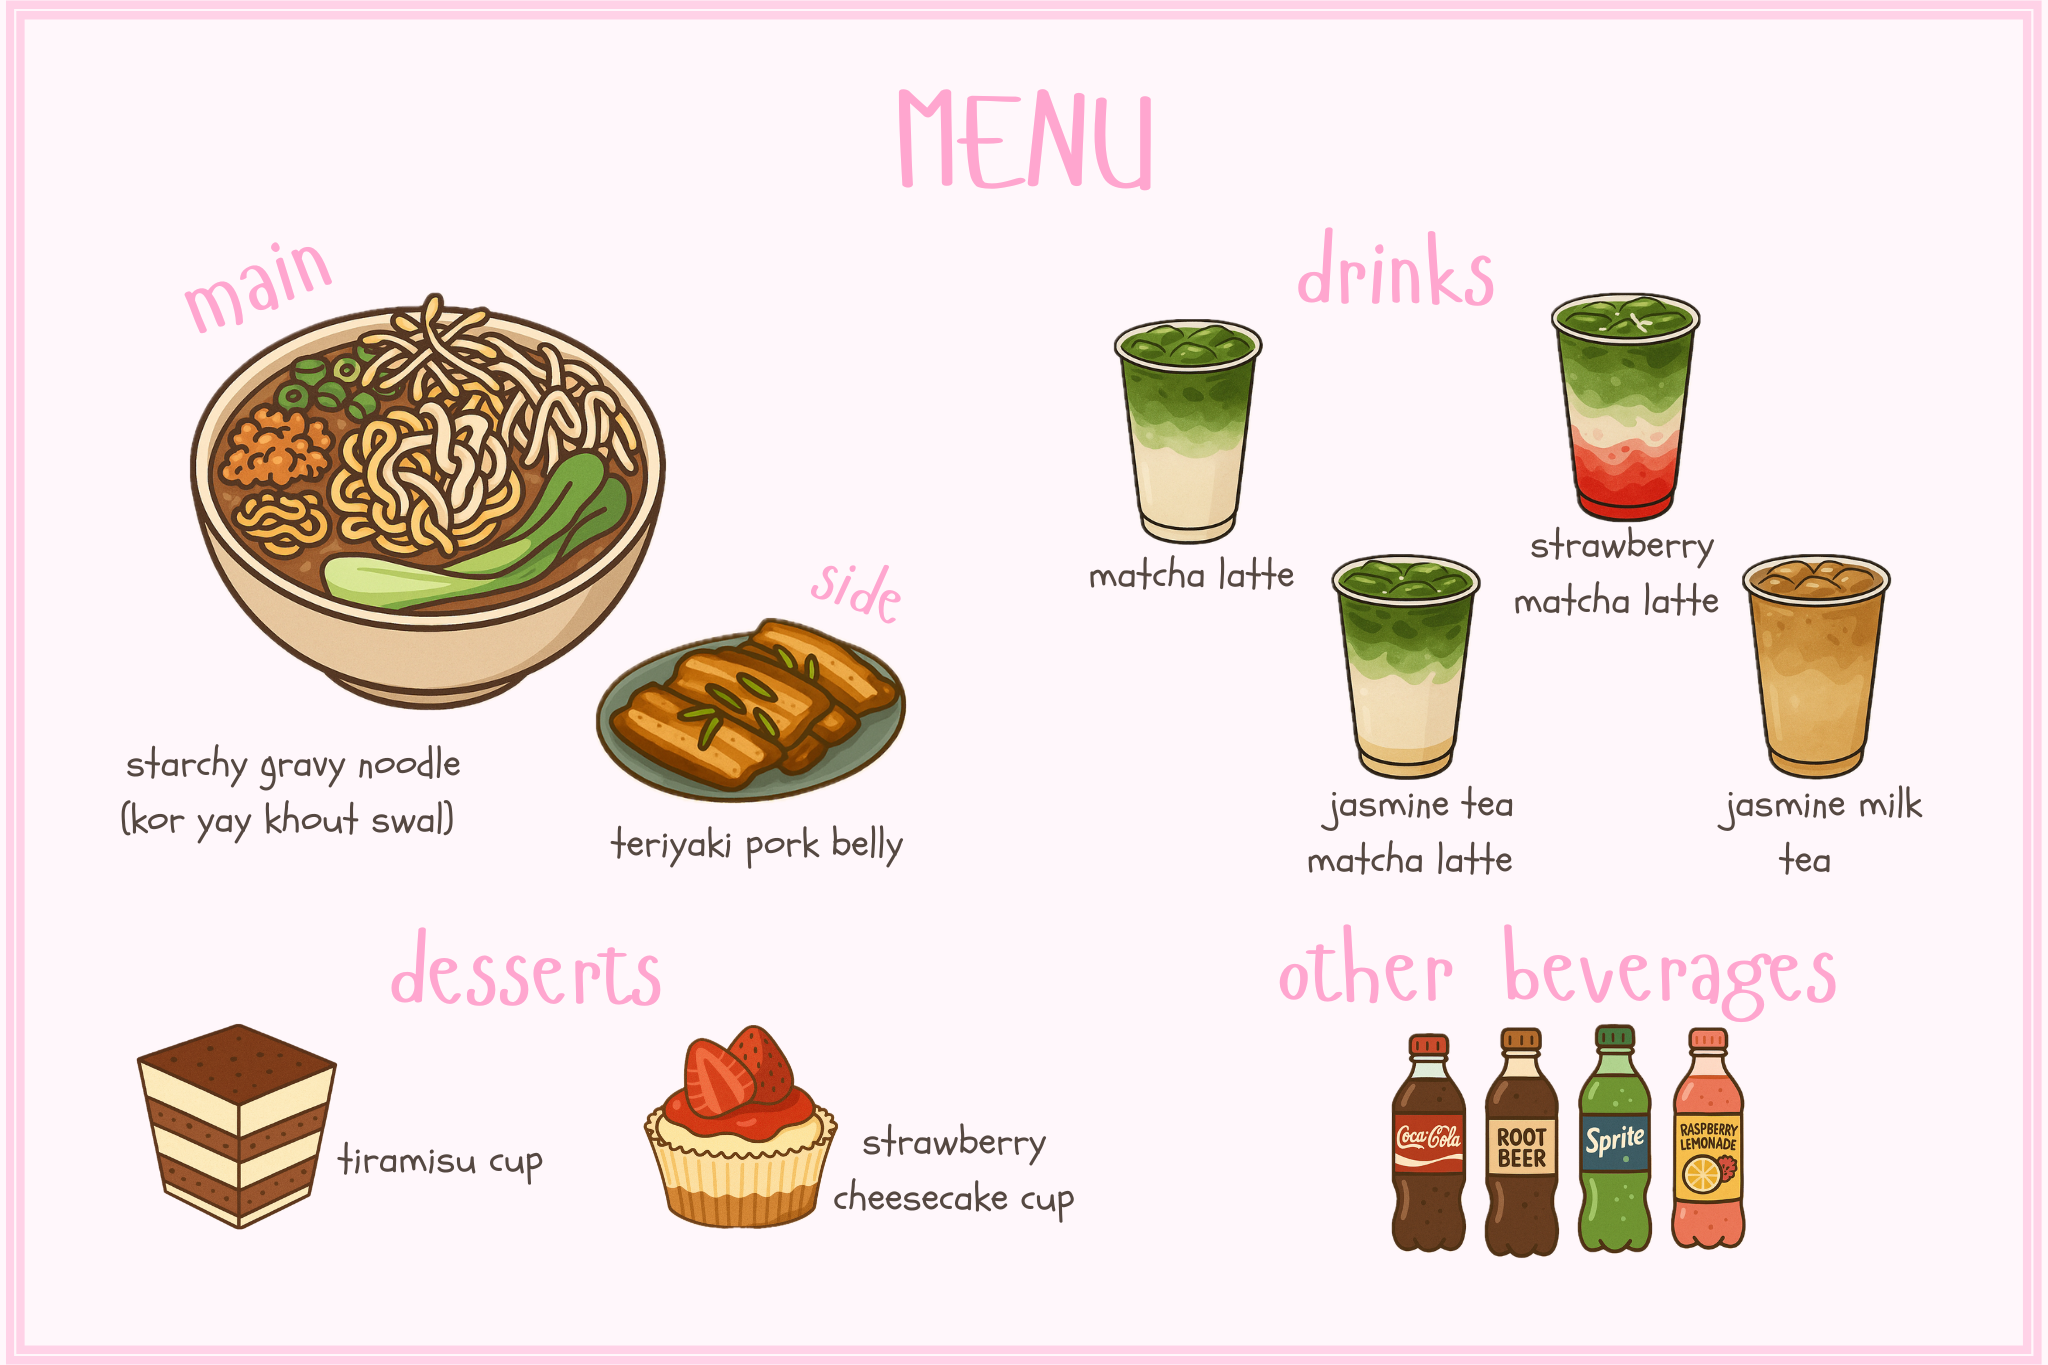 MENU
main
starchy gravy noodle
(kor yay khout swal)
side
teriyaki pork belly
drinks
matcha latte
strawberry
matcha latte
jasmine tea
matcha latte
jasmine milk
tea
desserts
tiramisu cup
strawberry
cheesecake cup
other beverages
Coca-Cola
ROOT
BEER
Sprite
RASPBERRY
LEMONADE